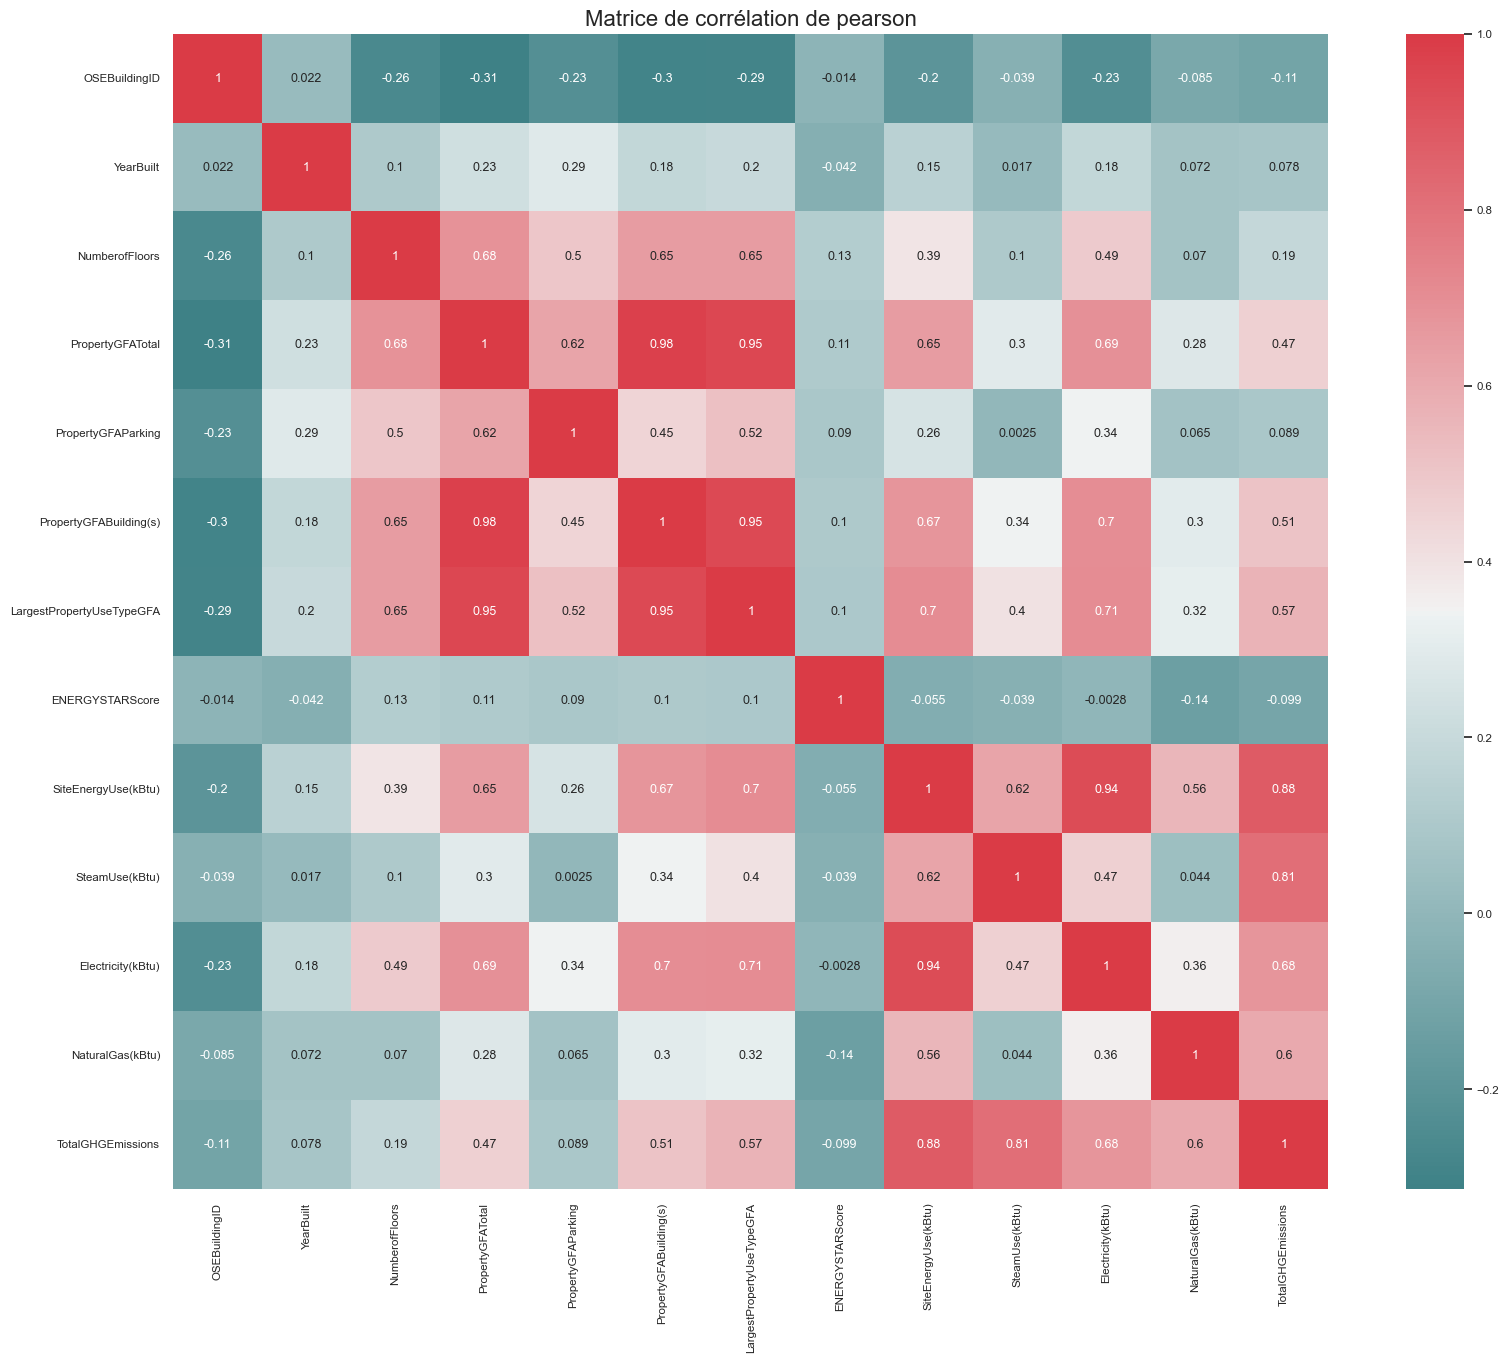 Matrice de corrélation de pearson
OSEBuildingID 1 0.022 -0.26 -0.31 -0.23 -0.3 -0.29 -0.014 -0.2 -0.039 -0.23 -0.085 -0.11
YearBuilt 0.022 1 0.1 0.23 0.29 0.18 0.2 -0.042 0.15 0.017 0.18 0.072 0.078
NumberofFloors -0.26 0.1 1 0.68 0.5 0.65 0.65 0.13 0.39 0.1 0.49 0.07 0.19
PropertyGFATotal -0.31 0.23 0.68 1 0.62 0.98 0.95 0.11 0.65 0.3 0.69 0.28 0.47
PropertyGFAParking -0.23 0.29 0.5 0.62 1 0.45 0.52 0.09 0.26 0.0025 0.34 0.065 0.089
PropertyGFABuilding(s) -0.3 0.18 0.65 0.98 0.45 1 0.95 0.1 0.67 0.34 0.7 0.3 0.51
LargestPropertyUseTypeGFA -0.29 0.2 0.65 0.95 0.52 0.95 1 0.1 0.7 0.4 0.71 0.32 0.57
ENERGYSTARScore -0.014 -0.042 0.13 0.11 0.09 0.1 0.1 1 -0.055 -0.039 -0.0028 -0.14 -0.099
SiteEnergyUse(kBtu) -0.2 0.15 0.39 0.65 0.26 0.67 0.7 -0.055 1 0.62 0.94 0.56 0.88
SteamUse(kBtu) -0.039 0.017 0.1 0.3 0.0025 0.34 0.4 -0.039 0.62 1 0.47 0.044 0.81
Electricity(kBtu) -0.23 0.18 0.49 0.69 0.34 0.7 0.71 -0.0028 0.94 0.47 1 0.36 0.68
NaturalGas(kBtu) -0.085 0.072 0.07 0.28 0.065 0.3 0.32 -0.14 0.56 0.044 0.36 1 0.6
TotalGHGEmissions -0.11 0.078 0.19 0.47 0.089 0.51 0.57 -0.099 0.88 0.81 0.68 0.6 1
OSEBuildingID
YearBuilt
NumberofFloors
PropertyGFATotal
PropertyGFAParking
PropertyGFABuilding(s)
LargestPropertyUseTypeGFA
ENERGYSTARScore
SiteEnergyUse(kBtu)
SteamUse(kBtu)
Electricity(kBtu)
NaturalGas(kBtu)
TotalGHGEmissions
1.0
0.8
0.6
0.4
0.2
0.0
−0.2